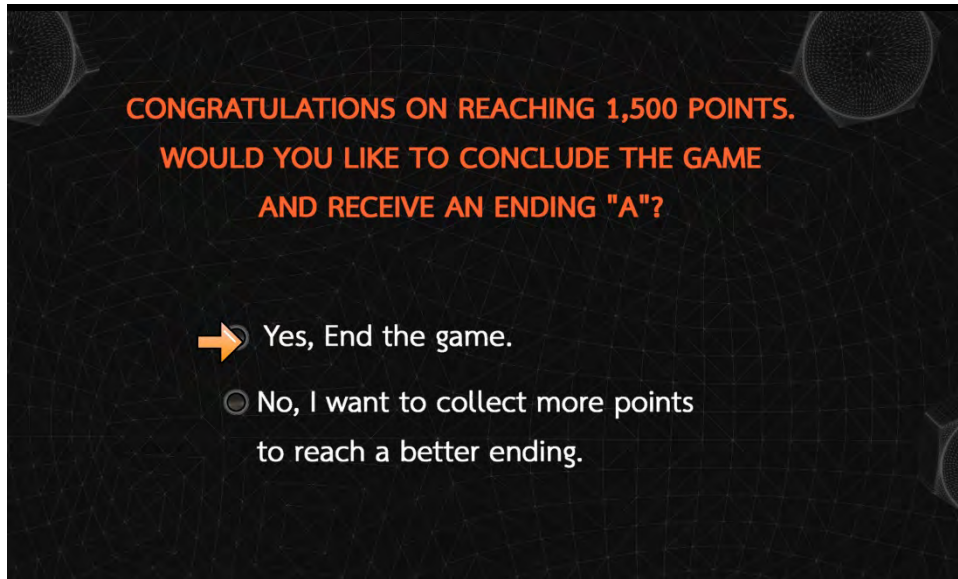 CONGRATULATIONS ON REACHING 1,500 POINTS.
WOULD YOU LIKE TO CONCLUDE THE GAME
AND RECEIVE AN ENDING "A"?
Yes, End the game.
No, I want to collect more points
to reach a better ending.